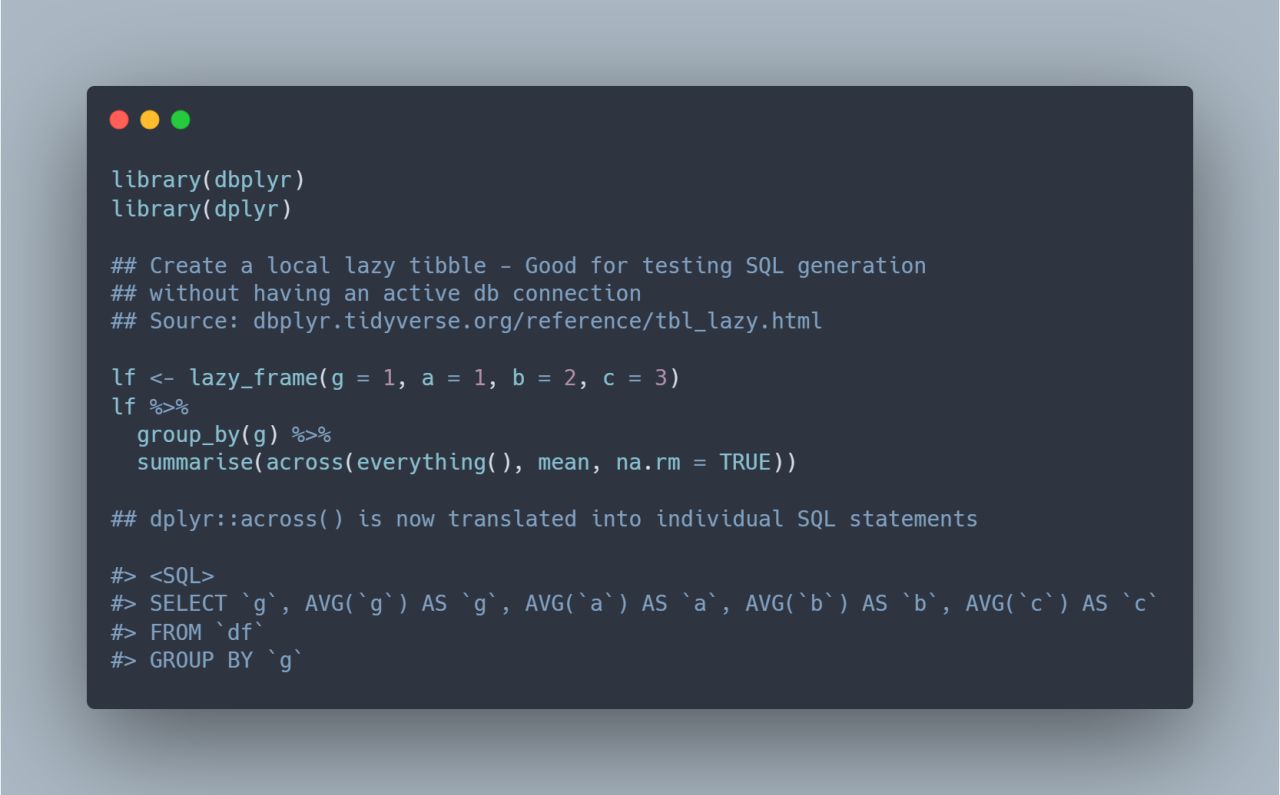 library(dbplyr)
library(dplyr)
## Create a local lazy tibble - Good for testing SQL generation
## without having an active db connection
## Source: dbplyr.tidyverse.org/reference/tbl_lazy.html
lf <- lazy_frame(g = 1, a = 1, b = 2, c = 3)
lf %>%
  group_by(g) %>%
  summarise(across(everything(), mean, na.rm = TRUE))
## dplyr::across() is now translated into individual SQL statements
#> <SQL>
#> SELECT `g`, AVG(`g`) AS `g`, AVG(`a`) AS `a`, AVG(`b`) AS `b`, AVG(`c`) AS `c`
#> FROM `df`
#> GROUP BY `g`